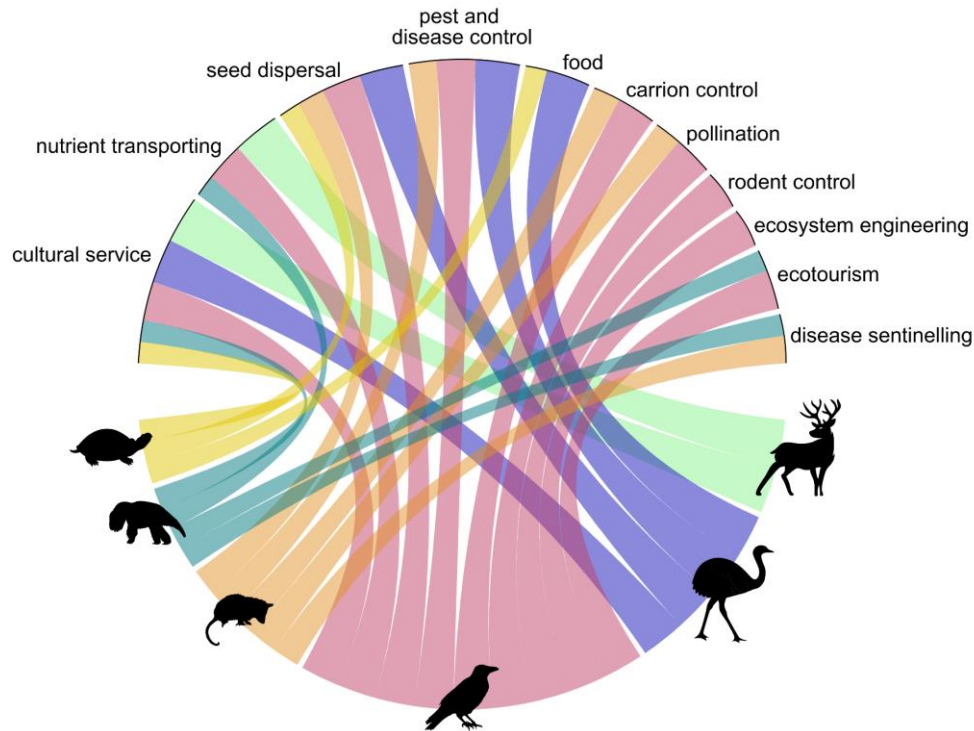 pest and
disease control
seed dispersal
food
carrion control
nutrient transporting
pollination
rodent control
ecosystem engineering
cultural service
ecotourism
disease sentinelling